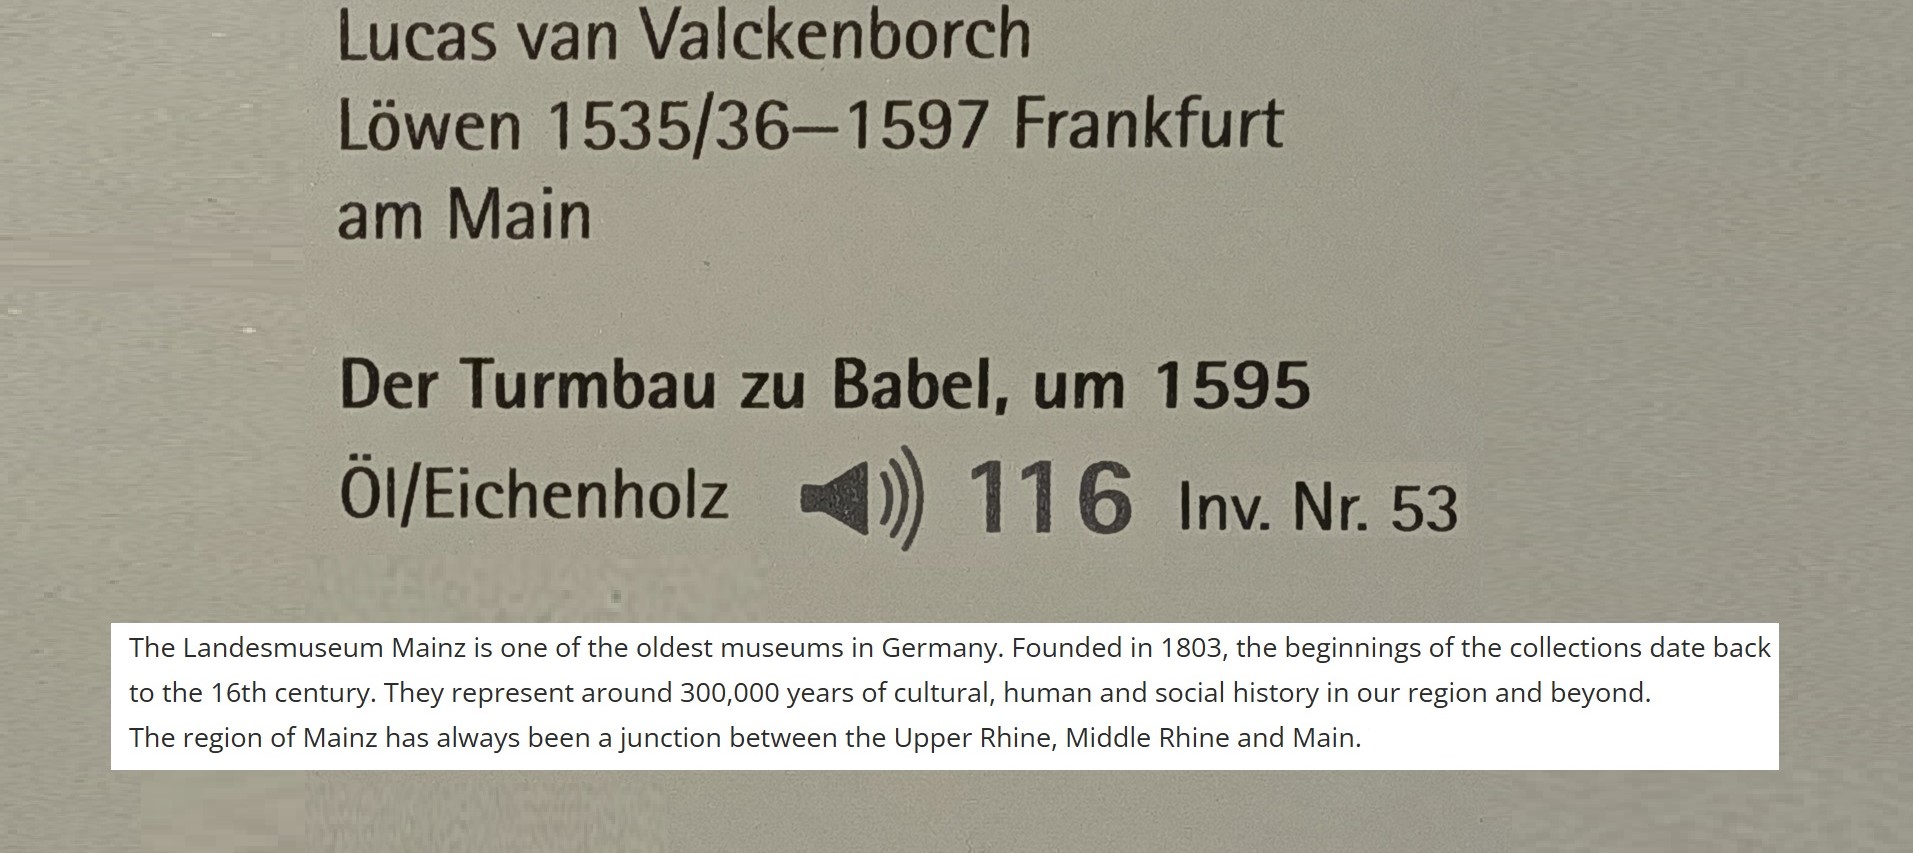 Lucas van Valckenborch
Löwen 1535/36–1597 Frankfurt
am Main
Der Turmbau zu Babel, um 1595
Öl/Eichenholz 116 Inv. Nr. 53
The Landesmuseum Mainz is one of the oldest museums in Germany. Founded in 1803, the beginnings of the collections date back
to the 16th century. They represent around 300,000 years of cultural, human and social history in our region and beyond.
The region of Mainz has always been a junction between the Upper Rhine, Middle Rhine and Main.